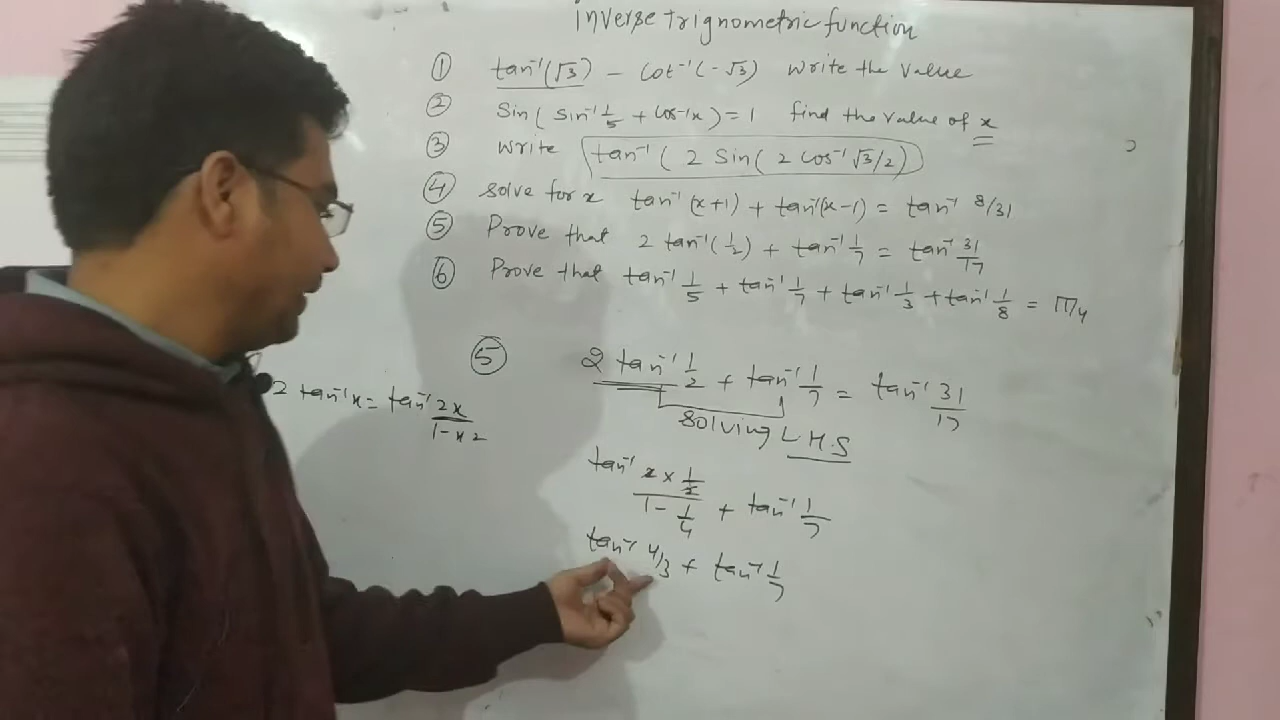 inverse trignometric function
① tan⁻¹(√3) - Cot⁻¹(-√3) Write the Value
② Sin( Sin⁻¹ 1/5 + Cos⁻¹x) = 1 find the value of x
③ Write tan⁻¹( 2 Sin( 2 Cos⁻¹ √3/2)
④ Solve for x tan⁻¹ (x+1) + tan⁻¹(x-1) = tan⁻¹ 8/31
⑤ Prove that 2 tan⁻¹(1/2) + tan⁻¹ 1/7 = tan⁻¹ 31/17
⑥ Prove that tan⁻¹ 1/5 + tan⁻¹ 1/7 + tan⁻¹ 1/3 + tan⁻¹ 1/8 = π/4
⑤ 2 tan⁻¹ 1/2 + tan⁻¹ 1/7 = tan⁻¹ 31/17
2 tan⁻¹x = tan⁻¹ 2x/1-x2
Solving L.H.S
tan⁻¹ 2 × 1/2 / 1 - 1/4 + tan⁻¹ 1/7
tan⁻¹ 4/3 + tan⁻¹ 1/7